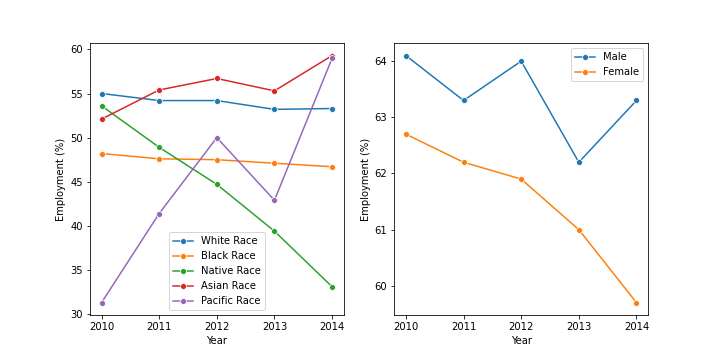 60
55
50
45
40
35
30
Employment (%)
2010 2011 2012 2013 2014
Year
White Race
Black Race
Native Race
Asian Race
Pacific Race
64
63
62
61
60
Employment (%)
2010 2011 2012 2013 2014
Year
Male
Female